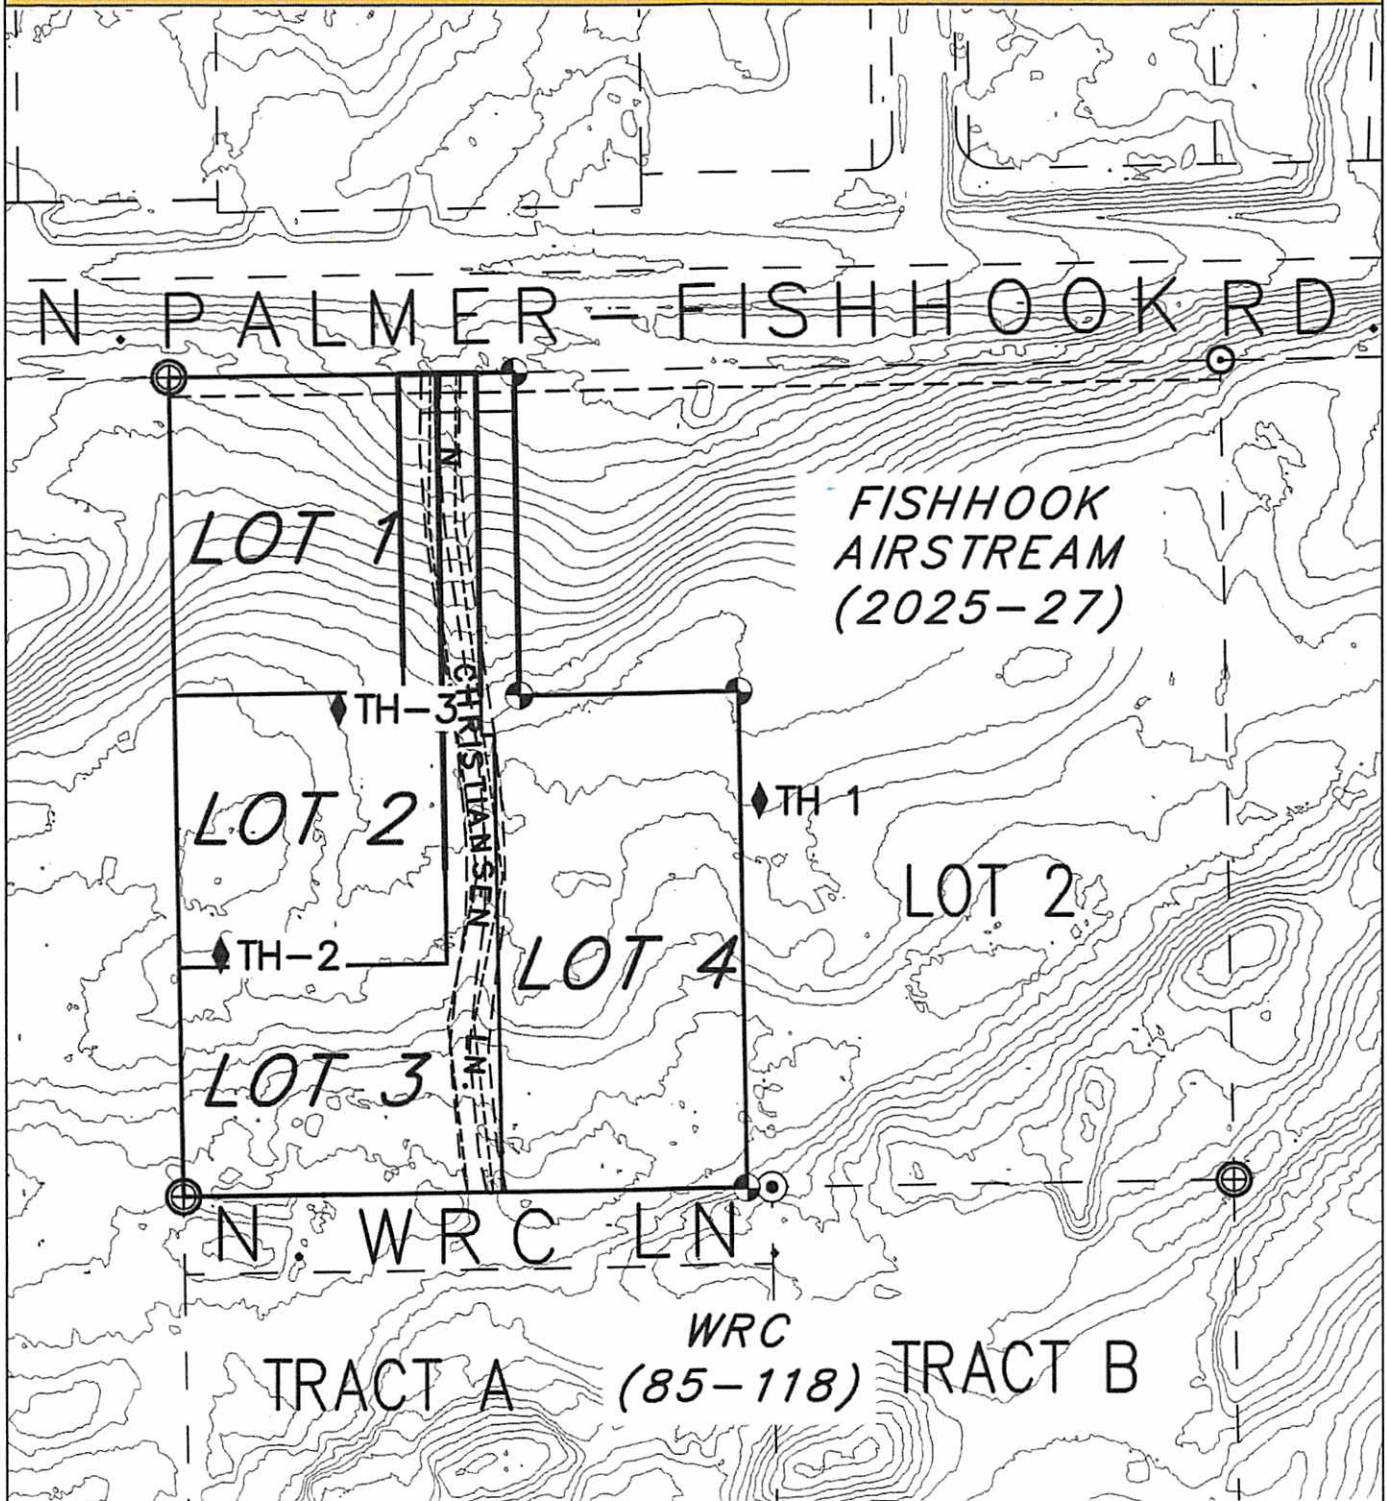 N. PALMER-FISHHOOK RD.
LOT 1
N CHRISTIANSEN LN.
FISHHOOK
AIRSTREAM
(2025-27)
TH-3
LOT 2
TH 1
LOT 2
TH-2
LOT 4
LOT 3
N. WRC LN.
WRC
(85-118)
TRACT A
TRACT B